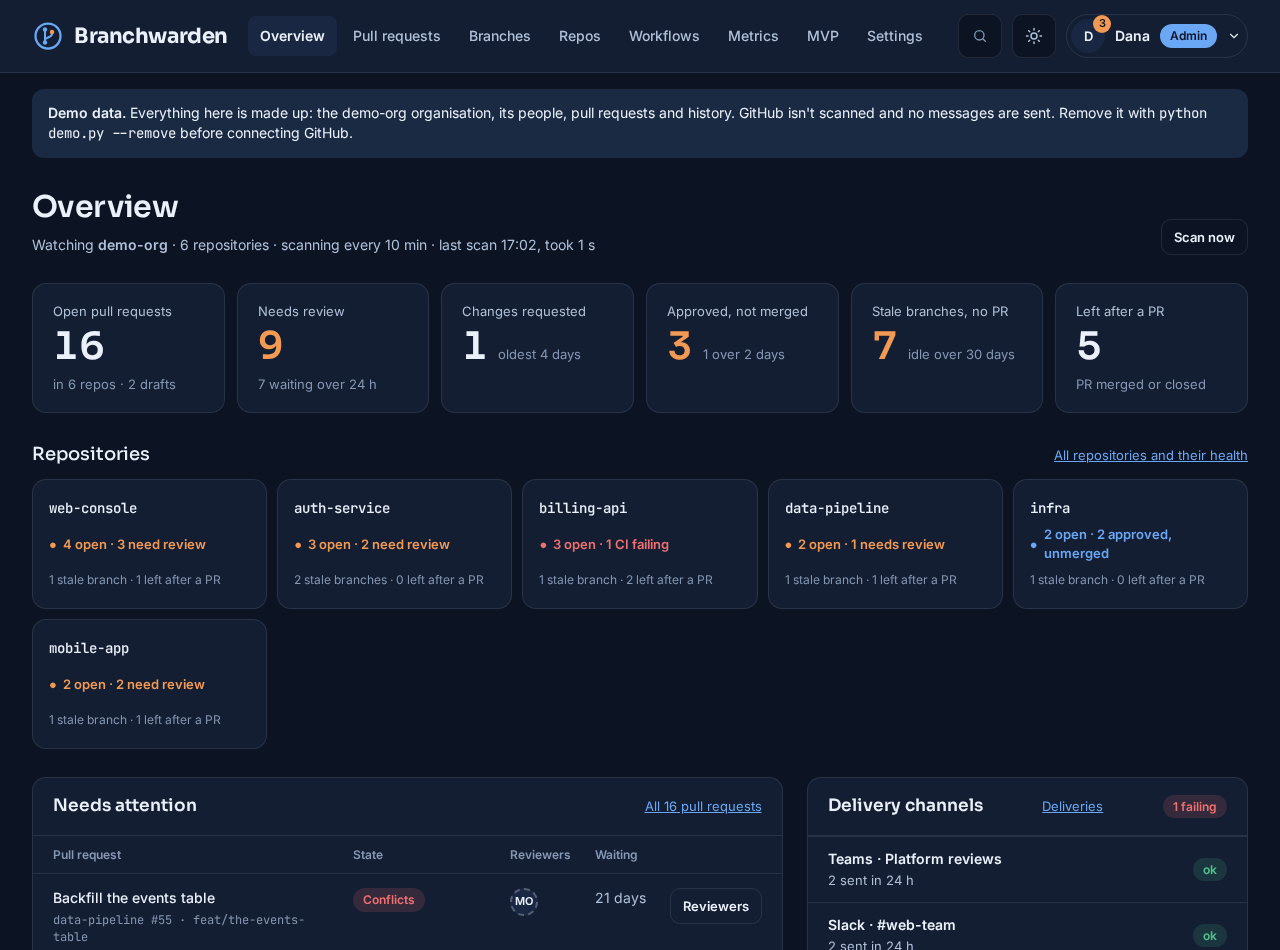 Branchwarden
Overview
Pull requests
Branches
Repos
Workflows
Metrics
MVP
Settings
D
3
Dana
Admin
Demo data. Everything here is made up: the demo-org organisation, its people, pull requests and history. GitHub isn't scanned and no messages are sent. Remove it with python
demo.py --remove before connecting GitHub.
Overview
Watching demo-org · 6 repositories · scanning every 10 min · last scan 17:02, took 1 s
Scan now
Open pull requests
16
in 6 repos · 2 drafts
Needs review
9
7 waiting over 24 h
Changes requested
1 oldest 4 days
Approved, not merged
3 1 over 2 days
Stale branches, no PR
7 idle over 30 days
Left after a PR
5
PR merged or closed
Repositories
All repositories and their health
web-console
● 4 open · 3 need review
1 stale branch · 1 left after a PR
auth-service
● 3 open · 2 need review
2 stale branches · 0 left after a PR
billing-api
● 3 open · 1 CI failing
1 stale branch · 2 left after a PR
data-pipeline
● 2 open · 1 needs review
1 stale branch · 1 left after a PR
infra
● 2 open · 2 approved,
unmerged
1 stale branch · 0 left after a PR
mobile-app
● 2 open · 2 need review
1 stale branch · 1 left after a PR
Needs attention
All 16 pull requests
Pull request
State
Reviewers
Waiting
Backfill the events table
data-pipeline #55 · feat/the-events-
table
Conflicts
MO
21 days
Reviewers
Delivery channels
Deliveries
1 failing
Teams · Platform reviews
2 sent in 24 h
ok
Slack · #web-team
2 sent in 24 h
ok